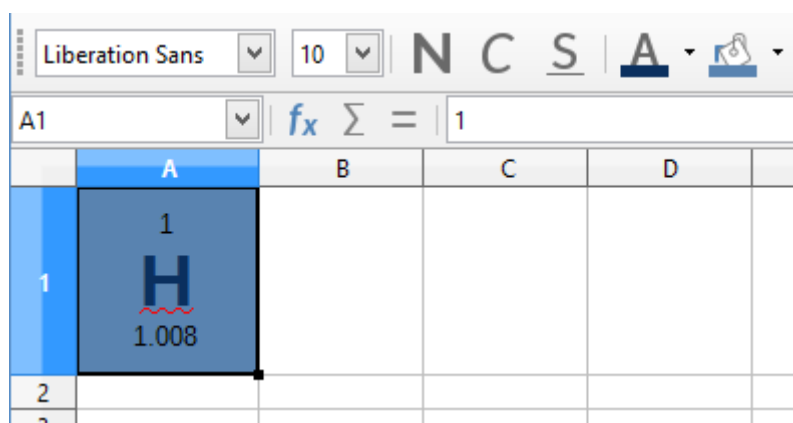 Liberation Sans 10 N C S A
A1 fx Σ = 1
A B C D
1
1
H
1.008
2